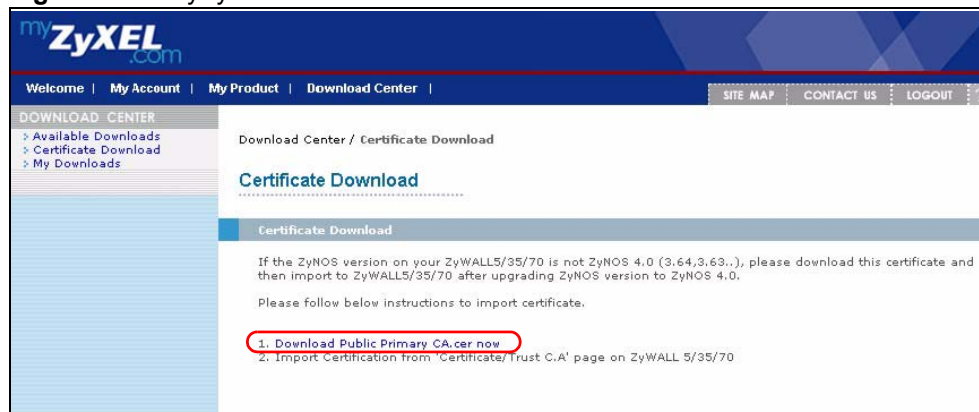 myZyXEL.com
Welcome | My Account | My Product | Download Center |
SITE MAP CONTACT US LOGOUT
DOWNLOAD CENTER
> Available Downloads
> Certificate Download
> My Downloads
Download Center / Certificate Download
Certificate Download
Certificate Download
If the ZyNOS version on your ZyWALL5/35/70 is not ZyNOS 4.0 (3.64,3.63..), please download this certificate and
then import to ZyWALL5/35/70 after upgrading ZyNOS version to ZyNOS 4.0.
Please follow below instructions to import certificate.
1. Download Public Primary CA.cer now
2. Import Certification from 'Certificate/Trust C.A' page on ZyWALL 5/35/70